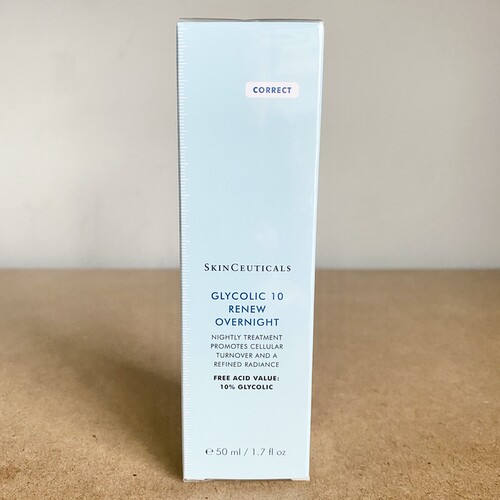 CORRECT
SKINCEUTICALS
GLYCOLIC 10
RENEW
OVERNIGHT
NIGHTLY TREATMENT
PROMOTES CELLULAR
TURNOVER AND A
REFINED RADIANCE
FREE ACID VALUE:
10% GLYCOLIC
℮ 50 ml / 1.7 fl oz